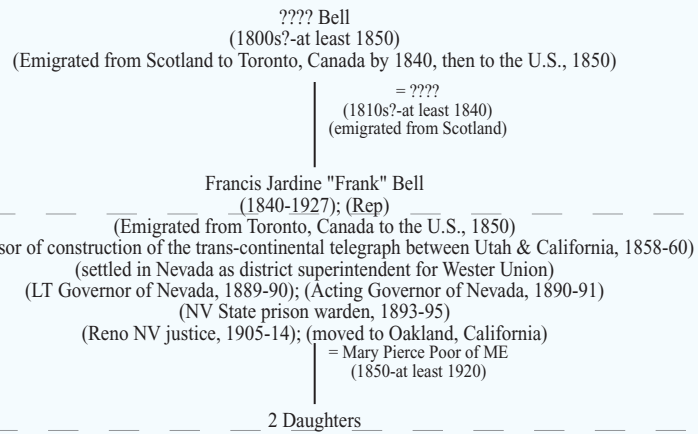 ???? Bell
(1800s?-at least 1850)
(Emigrated from Scotland to Toronto, Canada by 1840, then to the U.S., 1850)
= ????
(1810s?-at least 1840)
(emigrated from Scotland)
Francis Jardine "Frank" Bell
(1840-1927); (Rep)
(Emigrated from Toronto, Canada to the U.S., 1850)
sor of construction of the trans-continental telegraph between Utah & California, 1858-60)
(settled in Nevada as district superintendent for Wester Union)
(LT Governor of Nevada, 1889-90); (Acting Governor of Nevada, 1890-91)
(NV State prison warden, 1893-95)
(Reno NV justice, 1905-14); (moved to Oakland, California)
= Mary Pierce Poor of ME
(1850-at least 1920)
2 Daughters